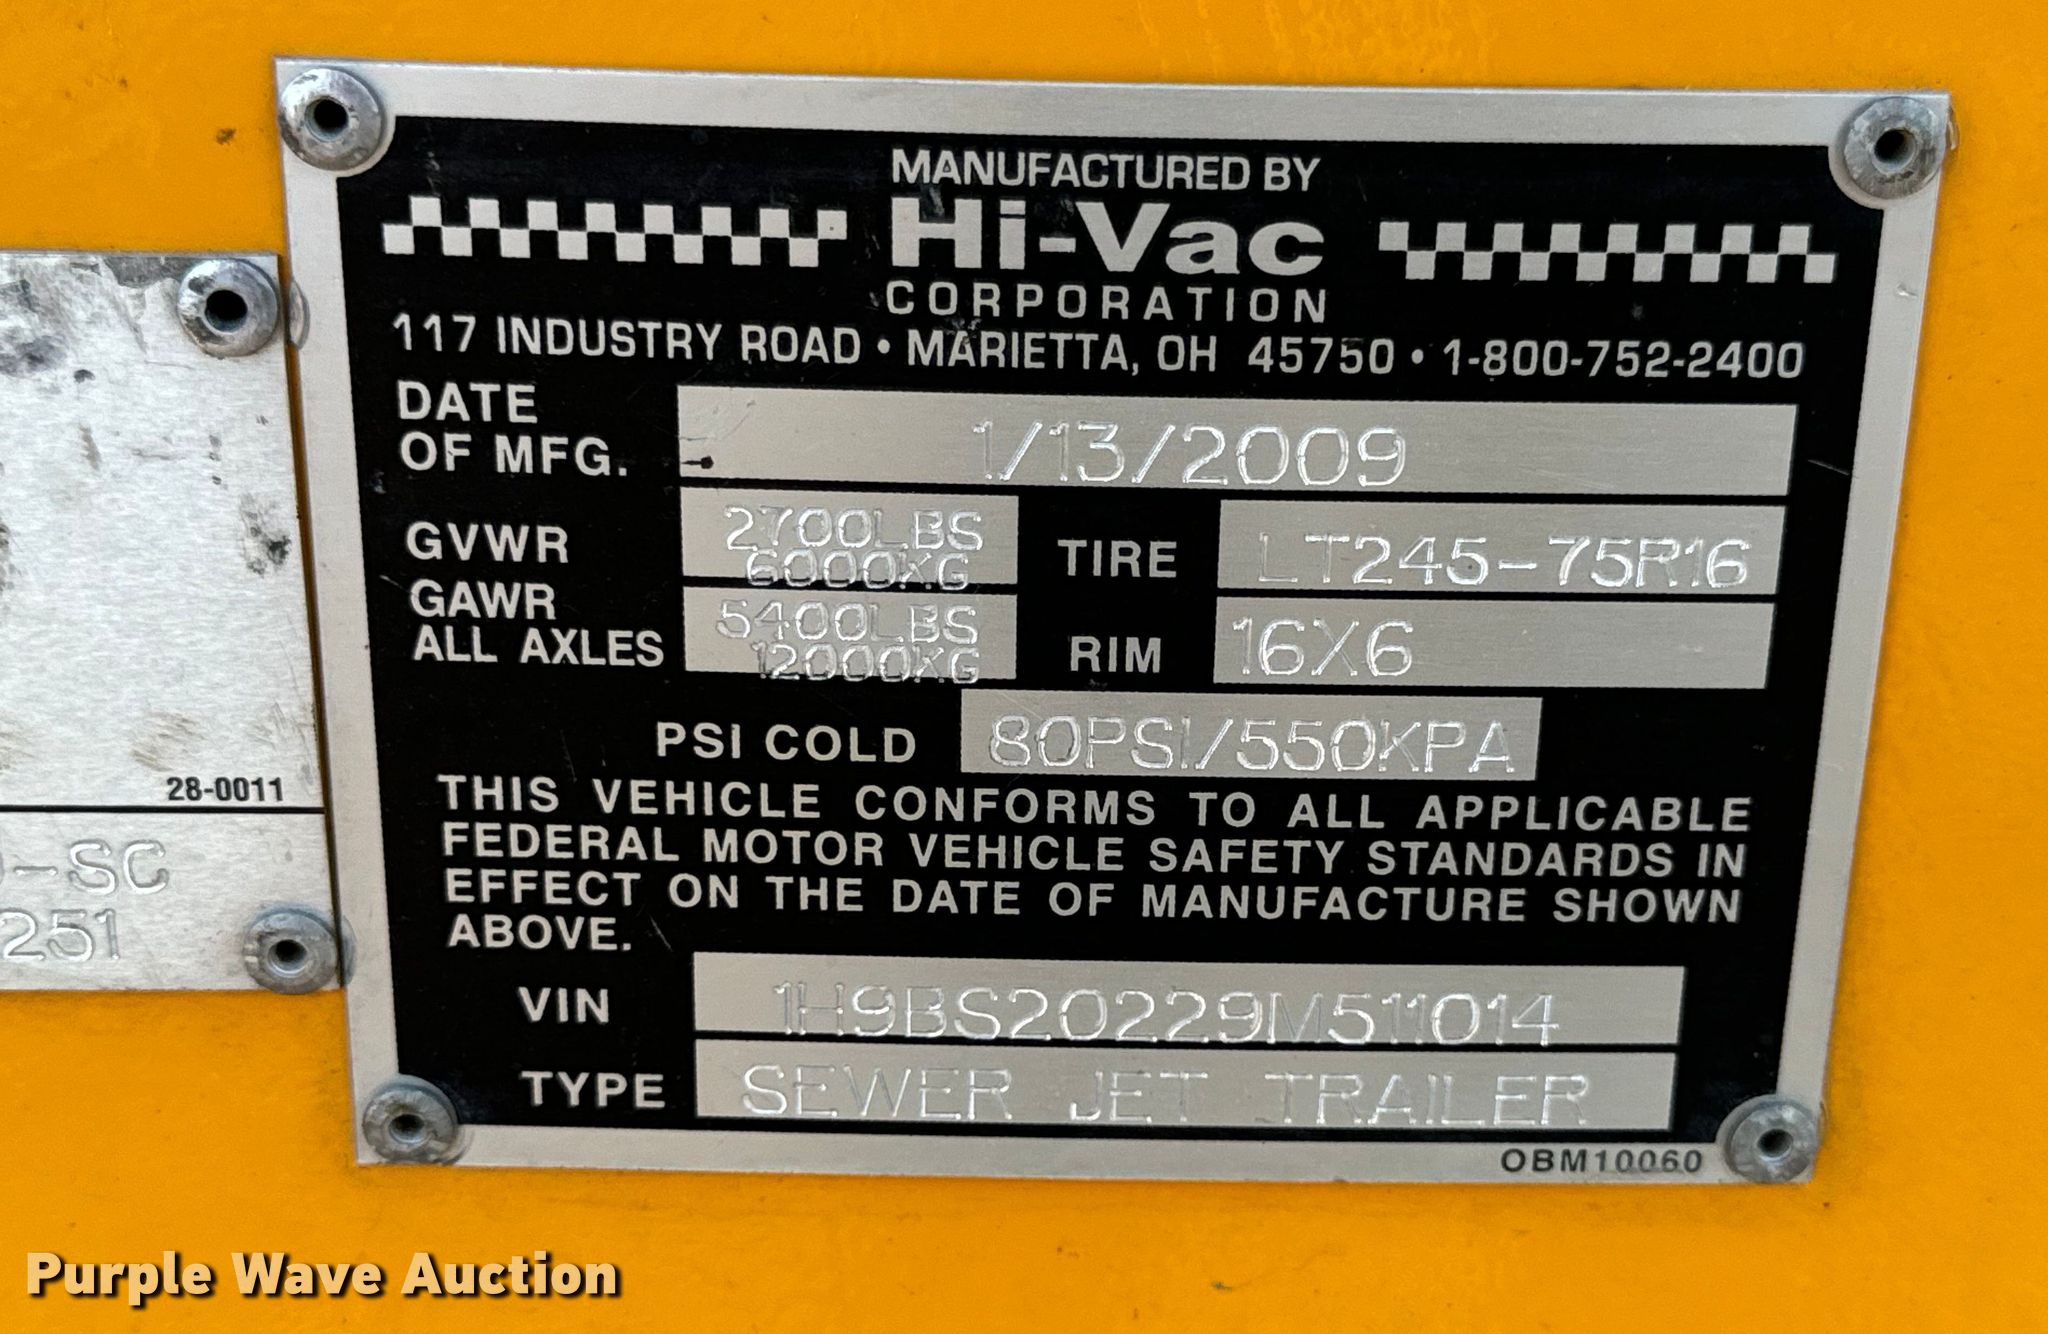 MANUFACTURED BY
Hi-Vac
CORPORATION
117 INDUSTRY ROAD • MARIETTA, OH 45750 • 1-800-752-2400
DATE
OF MFG.
1/13/2009
GVWR
2700LBS
6000KG
TIRE
LT245-75R16
GAWR
ALL AXLES
5400LBS
12000KG
RIM
16X6
PSI COLD
80PSI/550KPA
THIS VEHICLE CONFORMS TO ALL APPLICABLE
FEDERAL MOTOR VEHICLE SAFETY STANDARDS IN
EFFECT ON THE DATE OF MANUFACTURE SHOWN
ABOVE.
VIN
1H9BS20229M511014
TYPE
SEWER JET TRAILER
OBM10060
28-0011
-SC
251
Purple Wave Auction